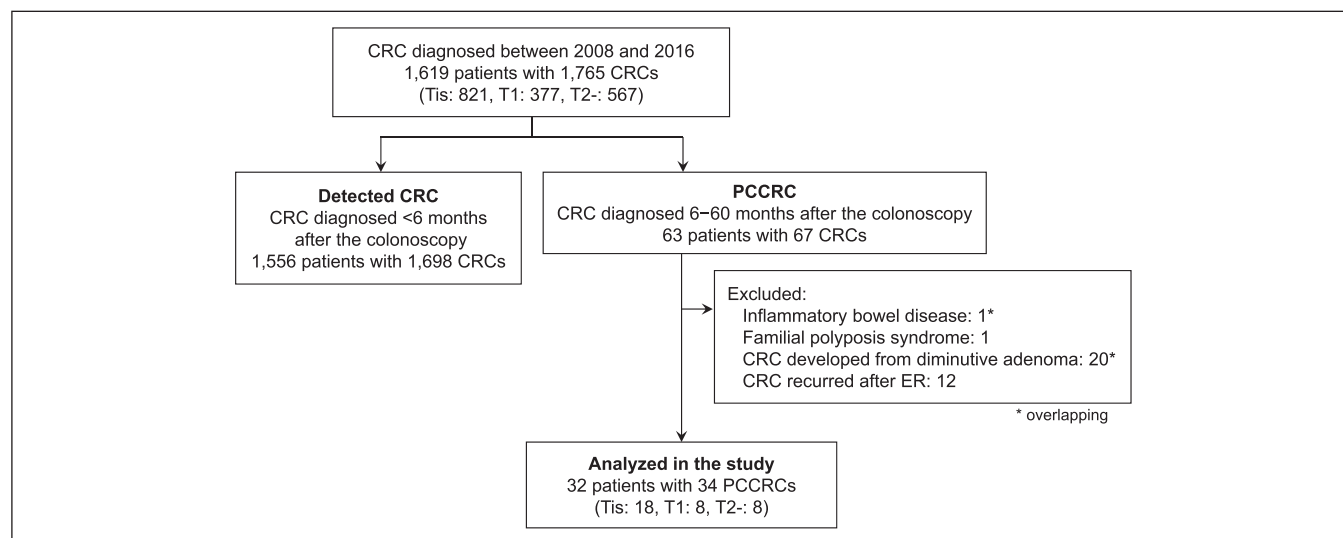 CRC diagnosed between 2008 and 2016
1,619 patients with 1,765 CRCs
(Tis: 821, T1: 377, T2-: 567)
Detected CRC
CRC diagnosed <6 months
after the colonoscopy
1,556 patients with 1,698 CRCs
PCCRC
CRC diagnosed 6−60 months after the colonoscopy
63 patients with 67 CRCs
Excluded:
Inflammatory bowel disease: 1*
Familial polyposis syndrome: 1
CRC developed from diminutive adenoma: 20*
CRC recurred after ER: 12
* overlapping
Analyzed in the study
32 patients with 34 PCCRCs
(Tis: 18, T1: 8, T2-: 8)